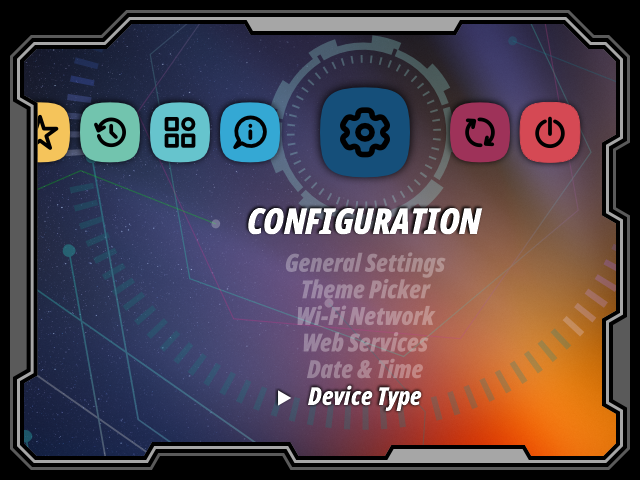 CONFIGURATION
General Settings
Theme Picker
Wi-Fi Network
Web Services
Date & Time
Device Type